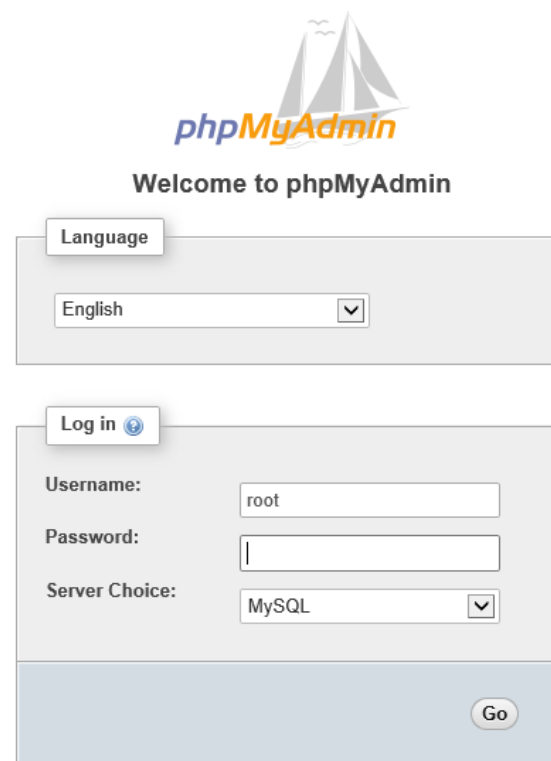 phpMyAdmin
Welcome to phpMyAdmin
Language
English
Log in
Username:
root
Password:
Server Choice:
MySQL
Go